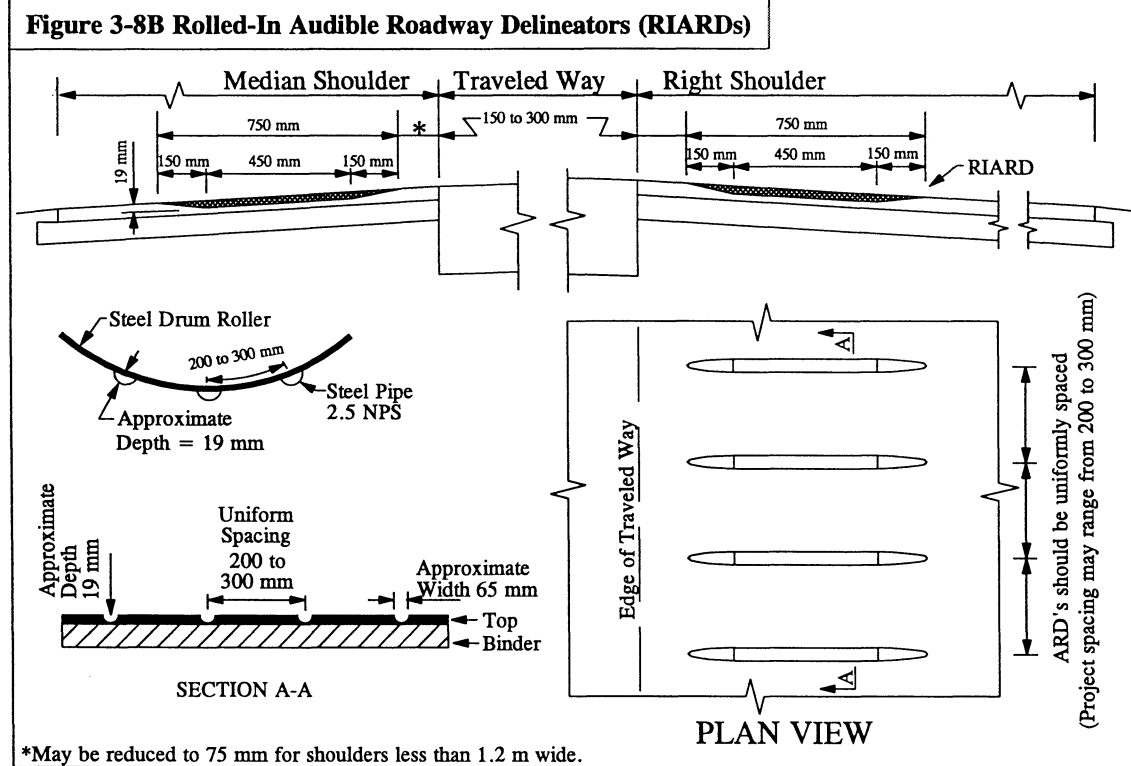 Figure 3-8B Rolled-In Audible Roadway Delineators (RIARDs)
Median Shoulder
Traveled Way
Right Shoulder
750 mm
*
150 to 300 mm
750 mm
19 mm
150 mm
450 mm
150 mm
150 mm
450 mm
150 mm
RIARD
Steel Drum Roller
200 to 300 mm
Steel Pipe
2.5 NPS
Approximate
Depth = 19 mm
Approximate
Depth
19 mm
Uniform
Spacing
200 to
300 mm
Approximate
Width 65 mm
Top
Binder
SECTION A-A
A
Edge of Traveled Way
A
ARD's should be uniformly spaced
(Project spacing may range from 200 to 300 mm)
PLAN VIEW
*May be reduced to 75 mm for shoulders less than 1.2 m wide.